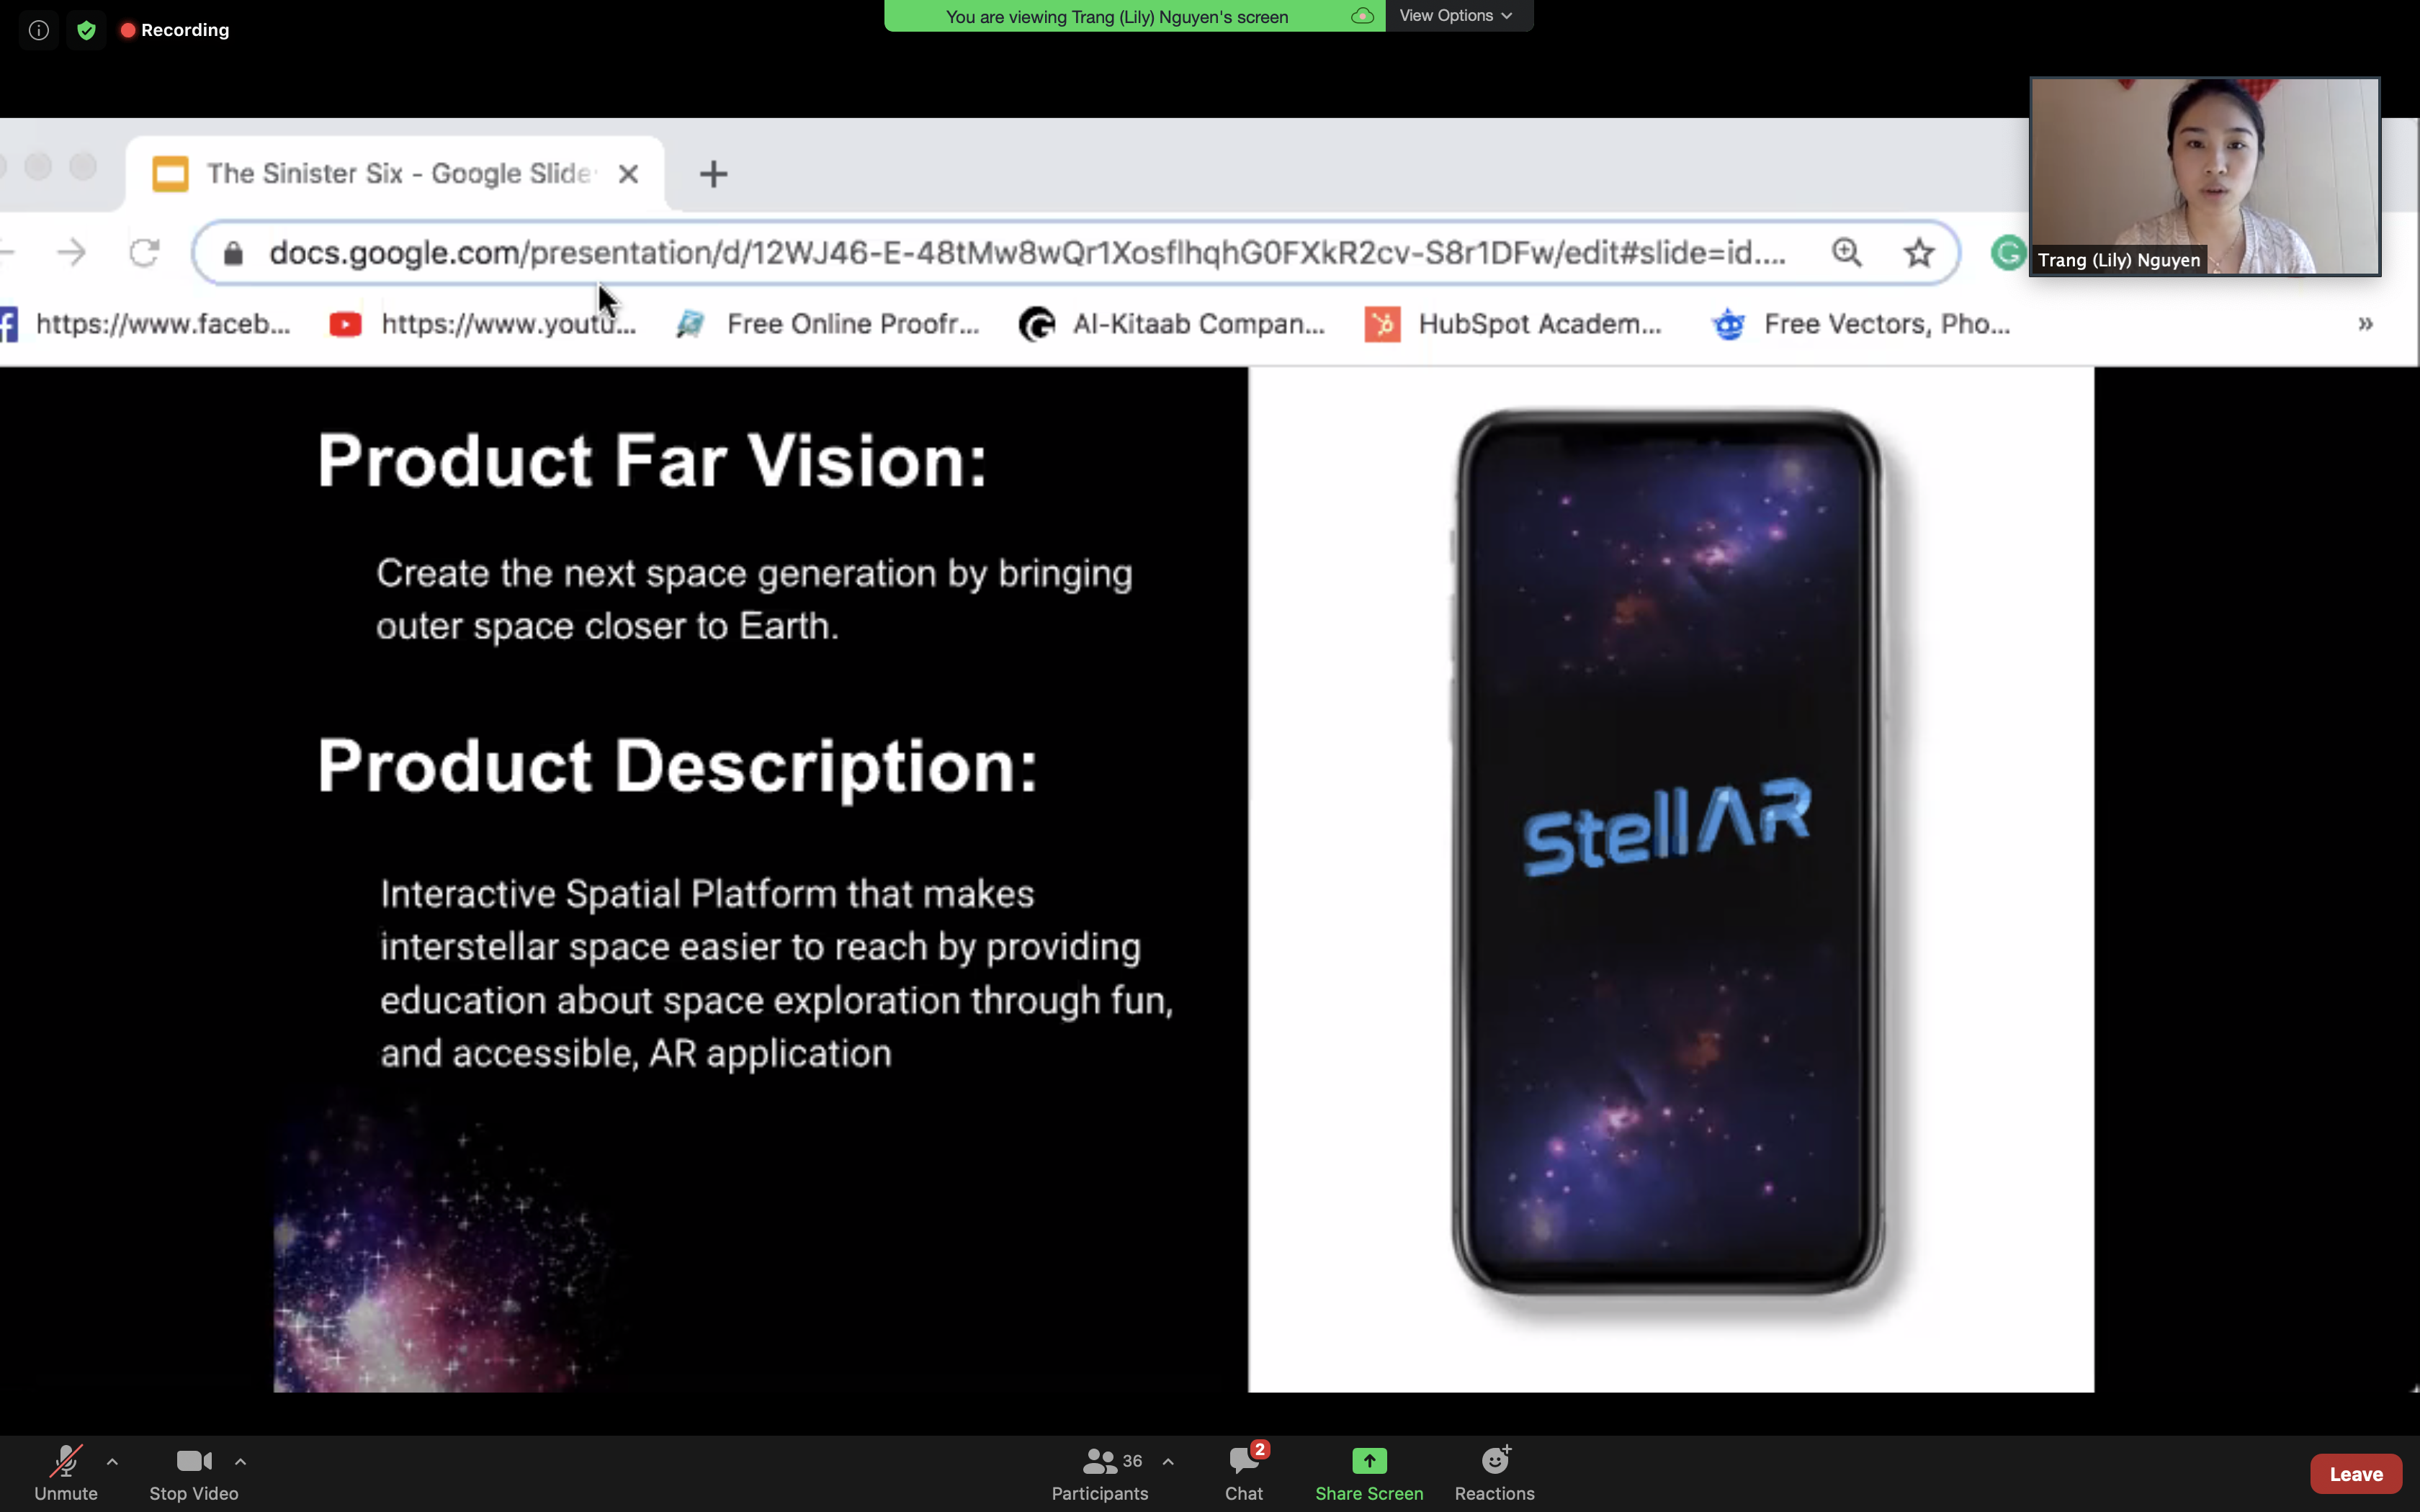 Recording
You are viewing Trang (Lily) Nguyen's screen
View Options
The Sinister Six - Google Slide
docs.google.com/presentation/d/12WJ46-E-48tMw8wQr1XosflhqhG0FXkR2cv-S8r1DFw/edit#slide=id....
Trang (Lily) Nguyen
https://www.faceb... https://www.youtu... Free Online Proofr... Al-Kitaab Compan... HubSpot Academ... Free Vectors, Pho... »
Product Far Vision:
Create the next space generation by bringing
outer space closer to Earth.
Product Description:
Interactive Spatial Platform that makes
interstellar space easier to reach by providing
education about space exploration through fun,
and accessible, AR application
StellAR
Unmute
Stop Video
36
Participants
2
Chat
Share Screen
Reactions
Leave